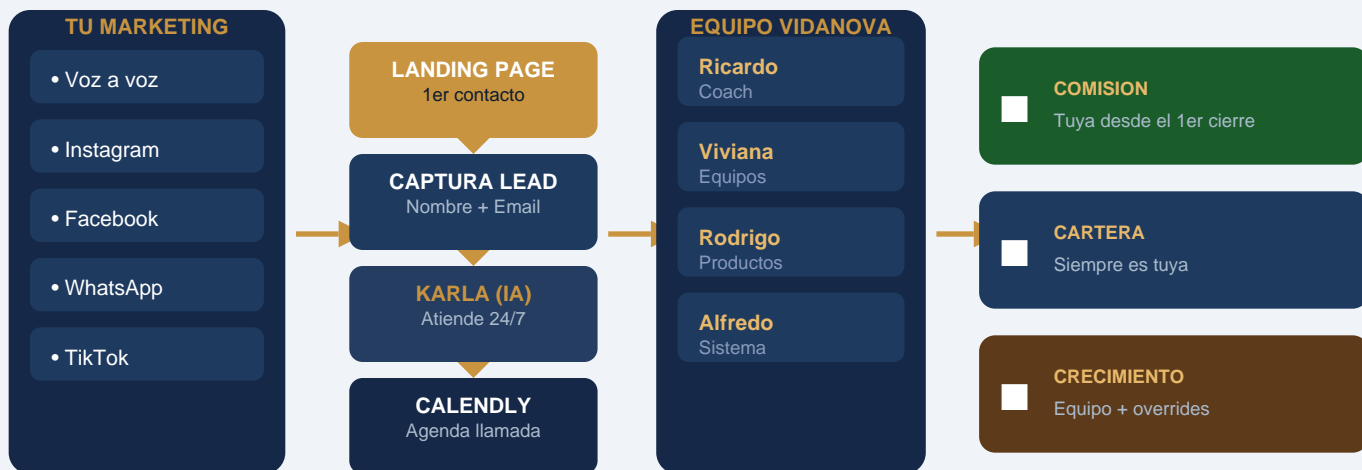 TU MARKETING
• Voz a voz
• Instagram
• Facebook
• WhatsApp
• TikTok
LANDING PAGE
1er contacto
CAPTURA LEAD
Nombre + Email
KARLA (IA)
Atiende 24/7
CALENDLY
Agenda llamada
EQUIPO VIDANOVA
Ricardo
Coach
Viviana
Equipos
Rodrigo
Productos
Alfredo
Sistema
COMISION
Tuya desde el 1er cierre
CARTERA
Siempre es tuya
CRECIMIENTO
Equipo + overrides